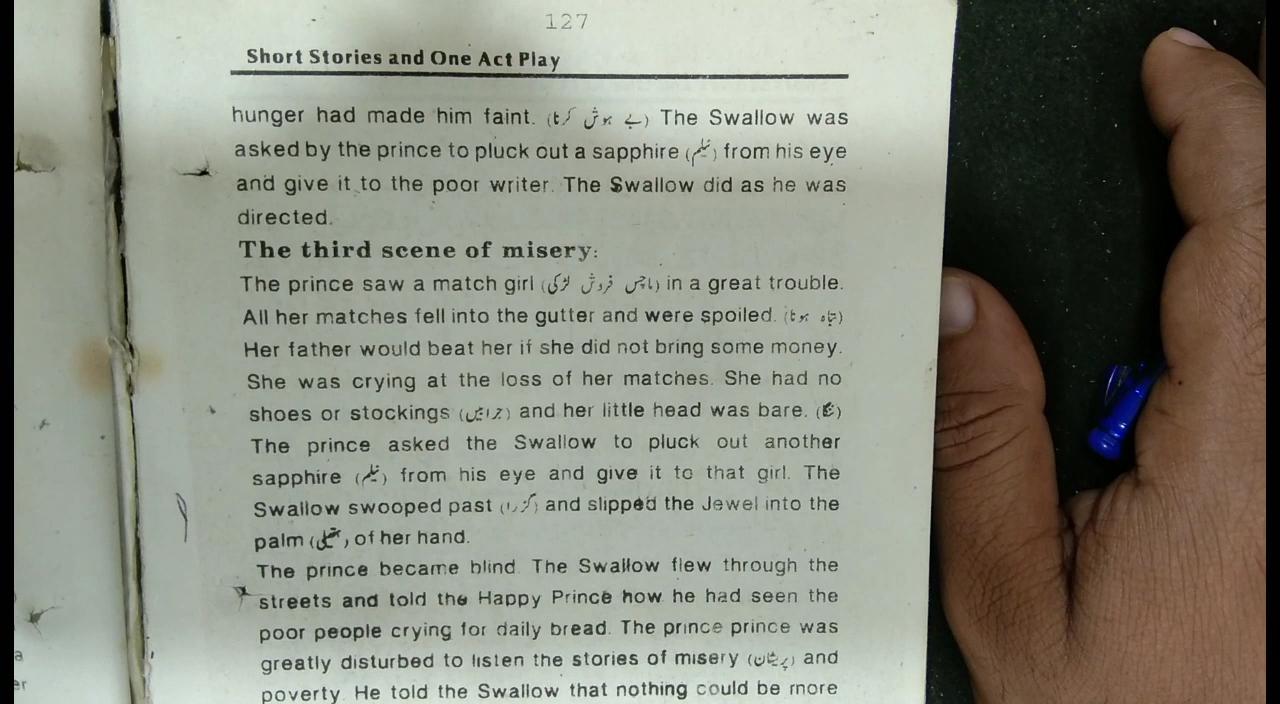 127
Short Stories and One Act Play
hunger had made him faint. (بے ہوش کرنا) The Swallow was
asked by the prince to pluck out a sapphire (نیلم) from his eye
and give it to the poor writer. The Swallow did as he was
directed.
The third scene of misery:
The prince saw a match girl (ماچس فروش لڑکی) in a great trouble.
All her matches fell into the gutter and were spoiled. (تباہ ہونا)
Her father would beat her if she did not bring some money.
She was crying at the loss of her matches. She had no
shoes or stockings (جرابیں) and her little head was bare. (ننگا)
The prince asked the Swallow to pluck out another
sapphire (نیلم) from his eye and give it to that girl. The
Swallow swooped past (گزرا) and slipped the Jewel into the
palm (ہتھیلی) of her hand.
The prince became blind. The Swallow flew through the
streets and told the Happy Prince how he had seen the
poor people crying for daily bread. The prince prince was
greatly disturbed to listen the stories of misery (پریشان) and
poverty. He told the Swallow that nothing could be more
a
er